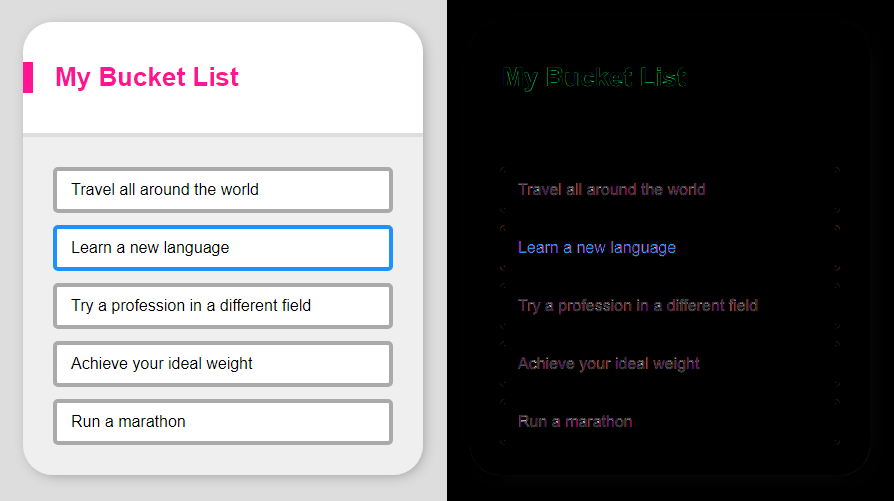 My Bucket List
Travel all around the world
Learn a new language
Try a profession in a different field
Achieve your ideal weight
Run a marathon
My Bucket List
Travel all around the world
Learn a new language
Try a profession in a different field
Achieve your ideal weight
Run a marathon